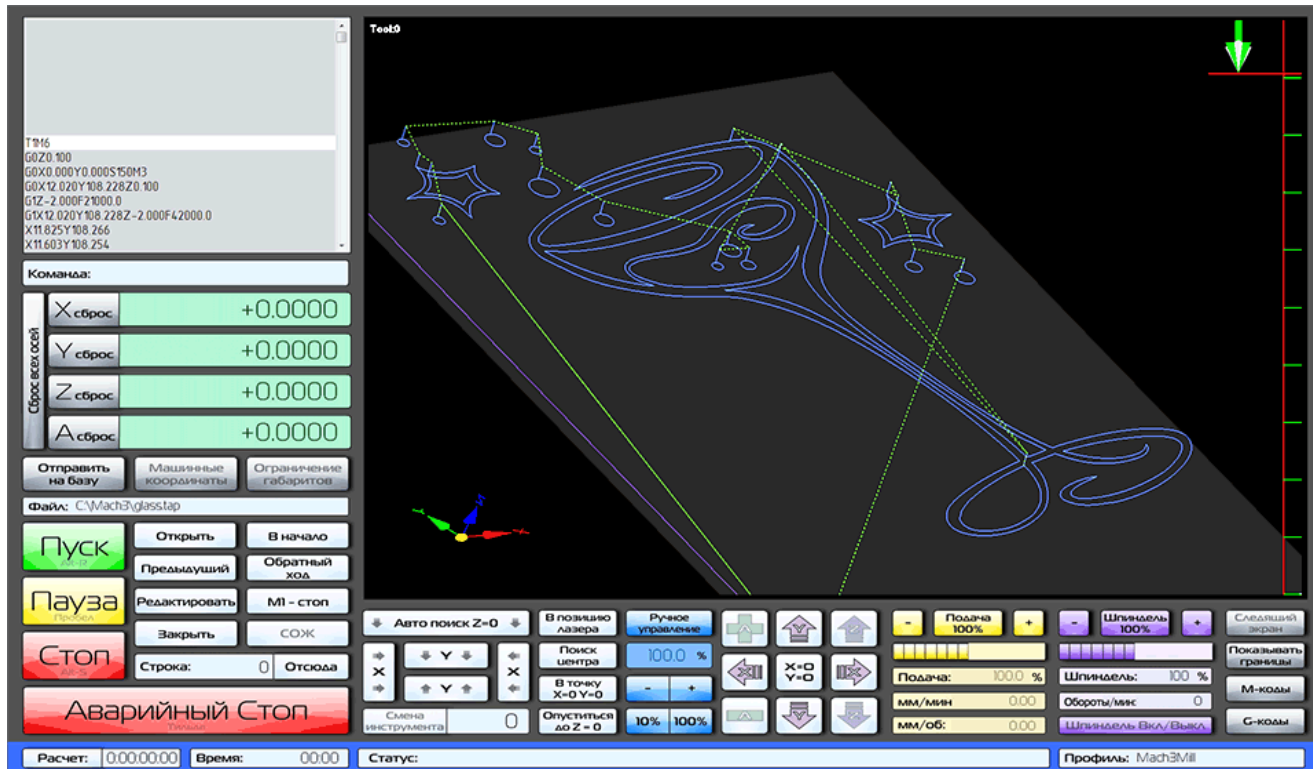 Tool:0
T1M6
G0Z0.100
G0X0.000Y0.000S150M3
G0X12.020Y108.228Z0.100
G1Z-2.000F21000.0
G1X12.020Y108.228Z-2.000F42000.0
X11.825Y108.266
X11.603Y108.254
Команда:
Сброс всех осей
X сброс +0.0000
Y сброс +0.0000
Z сброс +0.0000
A сброс +0.0000
Отправить на базу
Машинные координаты
Ограничение габаритов
Файл: C:\Mach3\glass.tap
Пуск
Alt-R
Открыть
В начало
Предыдущий
Обратный ход
Пауза
Пробел
Редактировать
M1 - стоп
Закрыть
СОЖ
Стоп
Alt-S
Строка: 0 Отсюда
Аварийный Стоп
Тильда
Авто поиск Z=0
X
Y
X
Y
Смена инструмента 0
В позицию лазера
Поиск центра
В точку X=0 Y=0
Опуститься до Z = 0
Ручное управление
100.0 %
- +
10% 100%
X=0
Y=0
- Подача 100% +
Подача: 100.0 %
мм/мин 0.00
мм/об: 0.00
- Шпиндель 100% +
Шпиндель: 100 %
Обороты/мин: 0
Шпиндель Вкл/Выкл
Следящий экран
Показывать границы
M-коды
G-коды
Расчет: 0:00:00:00 Время: 00:00 Статус: Профиль: Mach3Mill